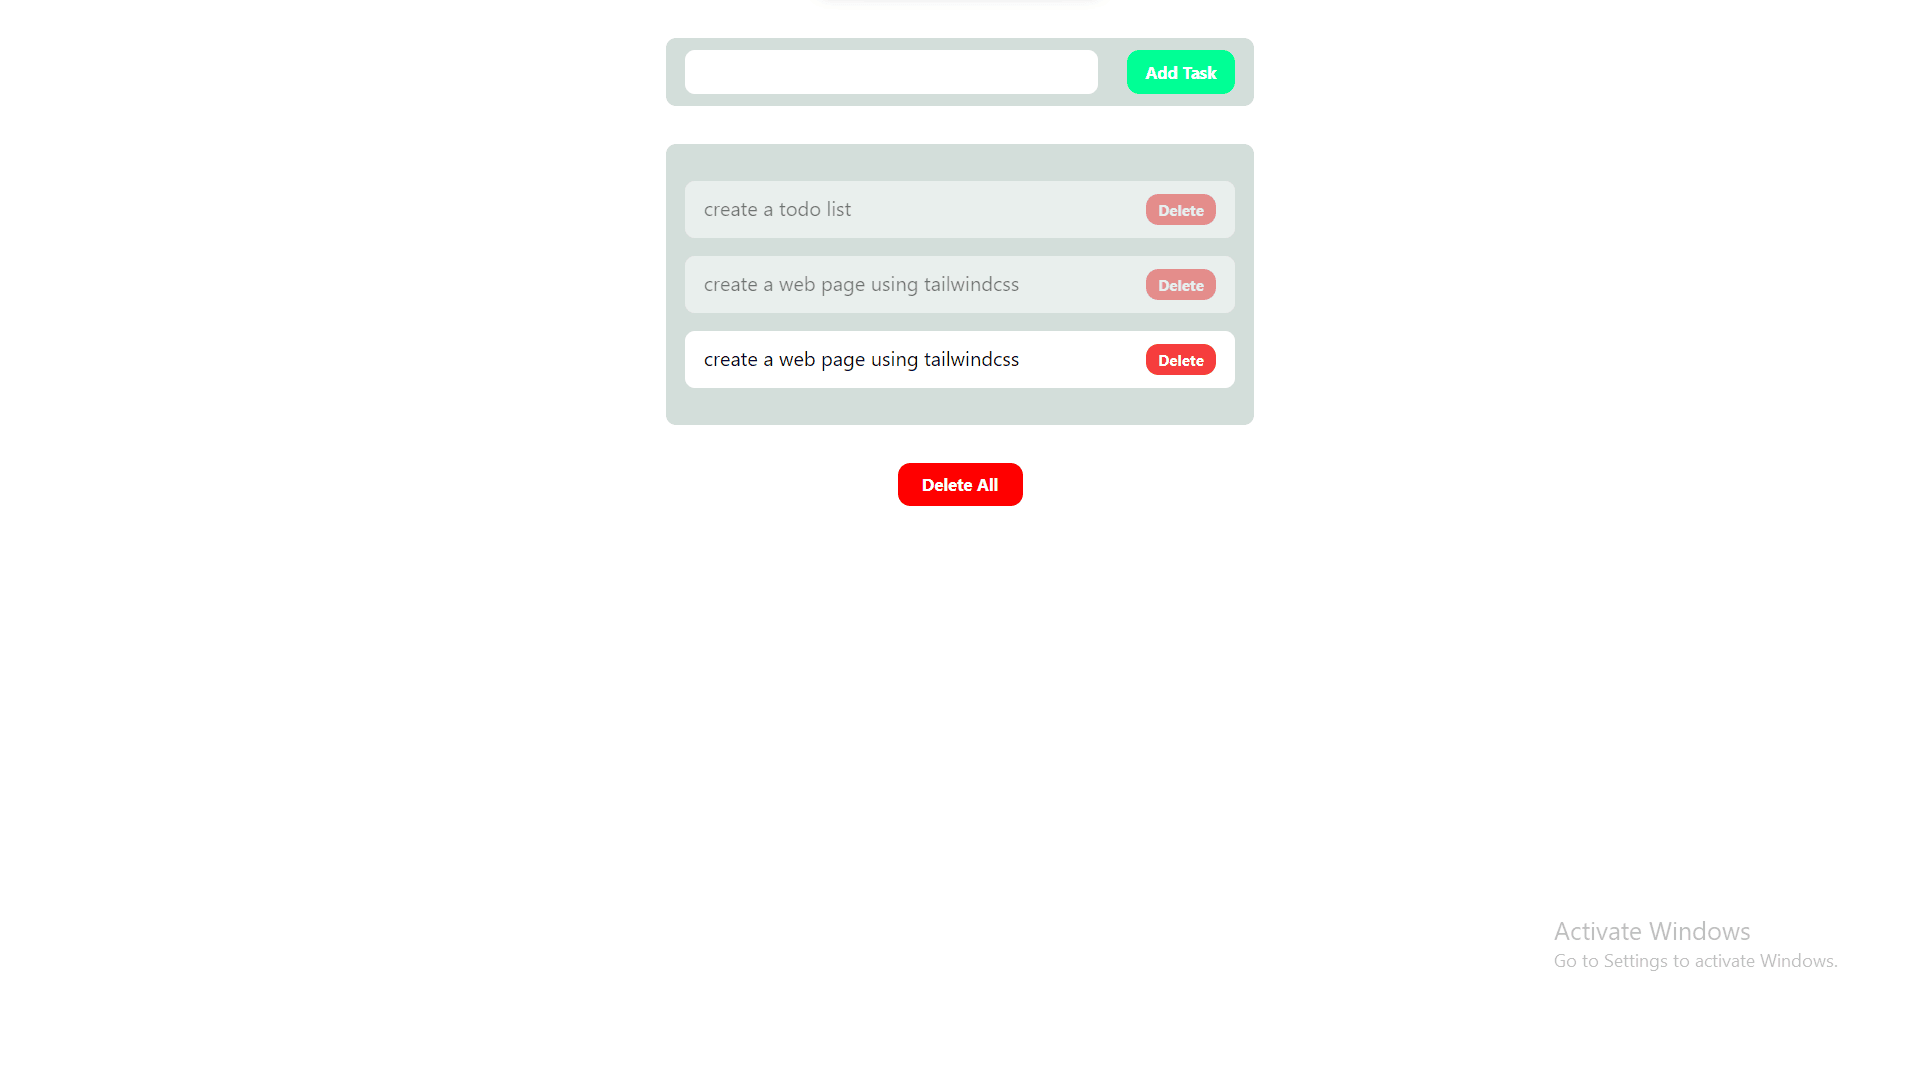 Add Task
create a todo list
Delete
create a web page using tailwindcss
Delete
create a web page using tailwindcss
Delete
Delete All
Activate Windows
Go to Settings to activate Windows.